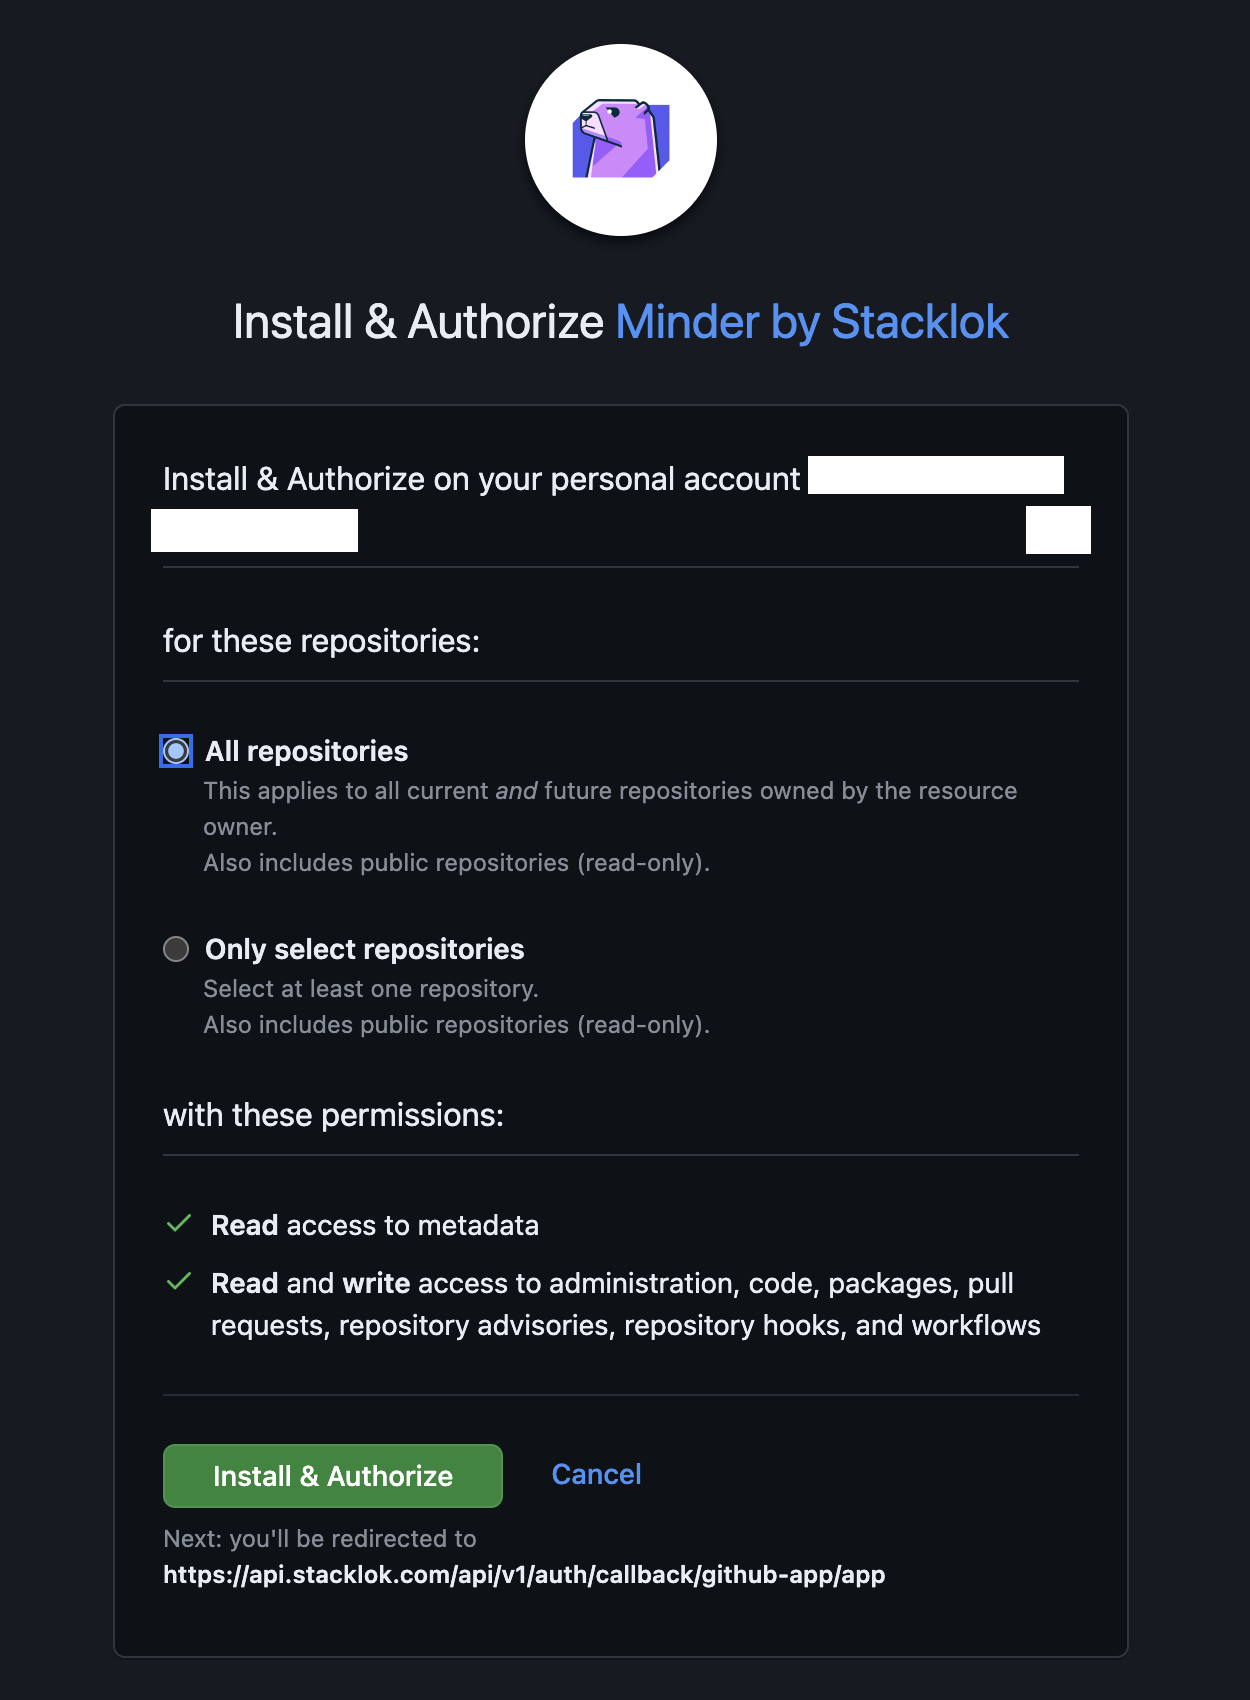 Install & Authorize Minder by Stacklok
Install & Authorize on your personal account
for these repositories:
All repositories
This applies to all current and future repositories owned by the resource
owner.
Also includes public repositories (read-only).
Only select repositories
Select at least one repository.
Also includes public repositories (read-only).
with these permissions:
Read access to metadata
Read and write access to administration, code, packages, pull
requests, repository advisories, repository hooks, and workflows
Install & Authorize Cancel
Next: you'll be redirected to
https://api.stacklok.com/api/v1/auth/callback/github-app/app